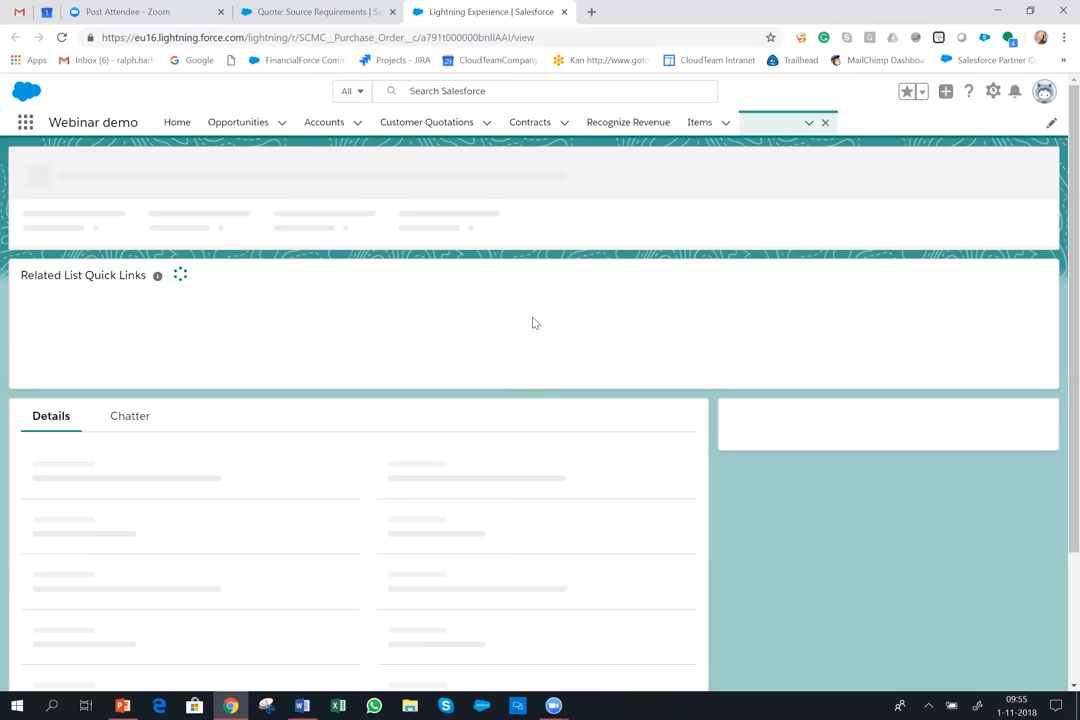 Post Attendee - Zoom
Quote: Source Requirements | S
Lightning Experience | Salesforce
https://eu16.lightning.force.com/lightning/r/SCMC__Purchase_Order__c/a791t000000bnIlAAI/view
Apps
Inbox (6) - ralph.hart
Google
FinancialForce Comm
Projects - JIRA
CloudTeamCompany
Kan http://www.goto
CloudTeam Intranet
Trailhead
MailChimp Dashboa
Salesforce Partner Co
»
All
Search Salesforce
Webinar demo
Home
Opportunities
Accounts
Customer Quotations
Contracts
Recognize Revenue
Items
Related List Quick Links
Details
Chatter
09:55
1-11-2018